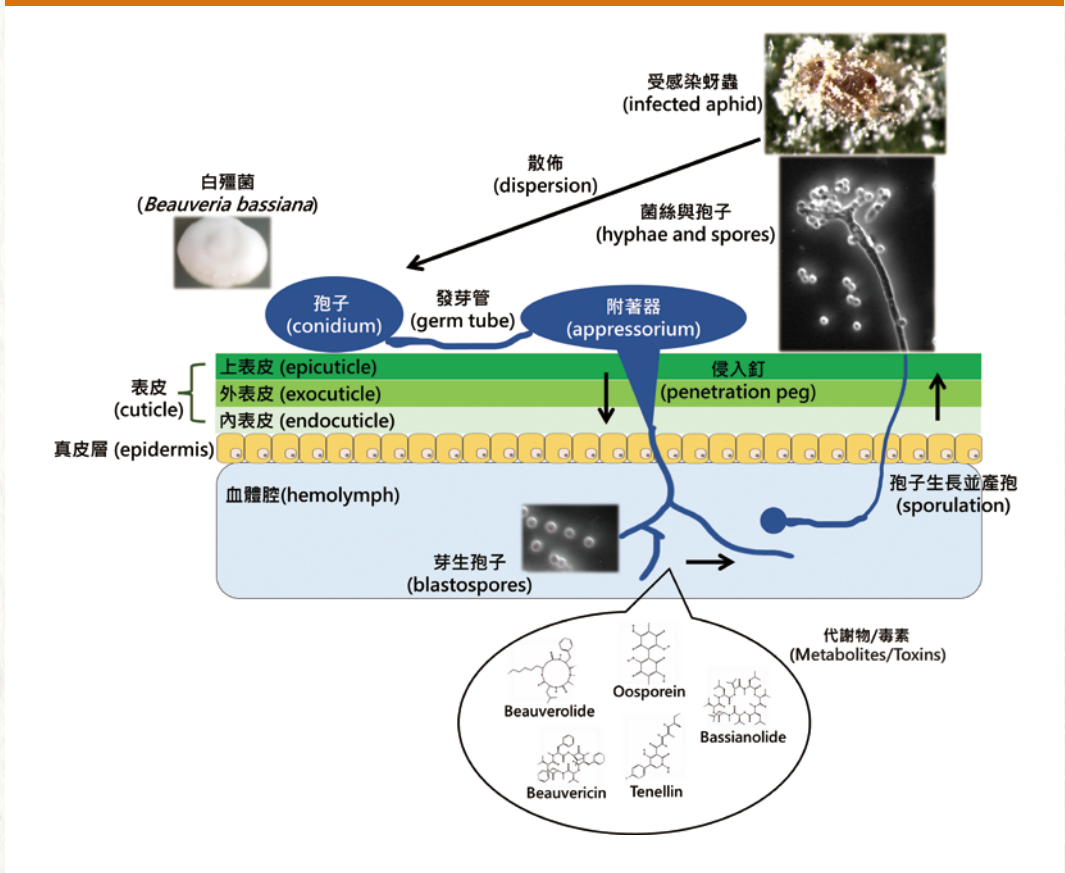 受感染蚜蟲
(infected aphid)
散佈
(dispersion)
白殭菌
(Beauveria bassiana)
菌絲與孢子
(hyphae and spores)
孢子
(conidium)
發芽管
(germ tube)
附著器
(appressorium)
上表皮 (epicuticle)
侵入釘
(penetration peg)
表皮
(cuticle)
外表皮 (exocuticle)
內表皮 (endocuticle)
真皮層 (epidermis)
血體腔(hemolymph)
孢子生長並產孢
(sporulation)
芽生孢子
(blastospores)
代謝物/毒素
(Metabolites/Toxins)
Beauverolide
Oosporein
Bassianolide
Beauvericin
Tenellin